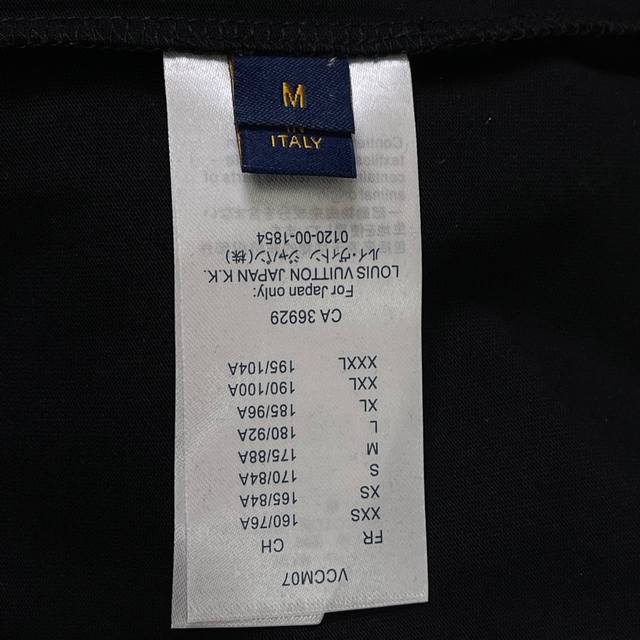 M
ITALY
VCCM07
FR CH
XXS 160/76A
XS 165/84A
S 170/84A
M 175/88A
L 180/92A
XL 185/96A
XXL 190/100A
XXXL 195/104A
CA 36929
For Japan only:
LOUIS VUITTON JAPAN K.K.
ルイ・ヴィトン ジャパン(株)
0120-00-1854